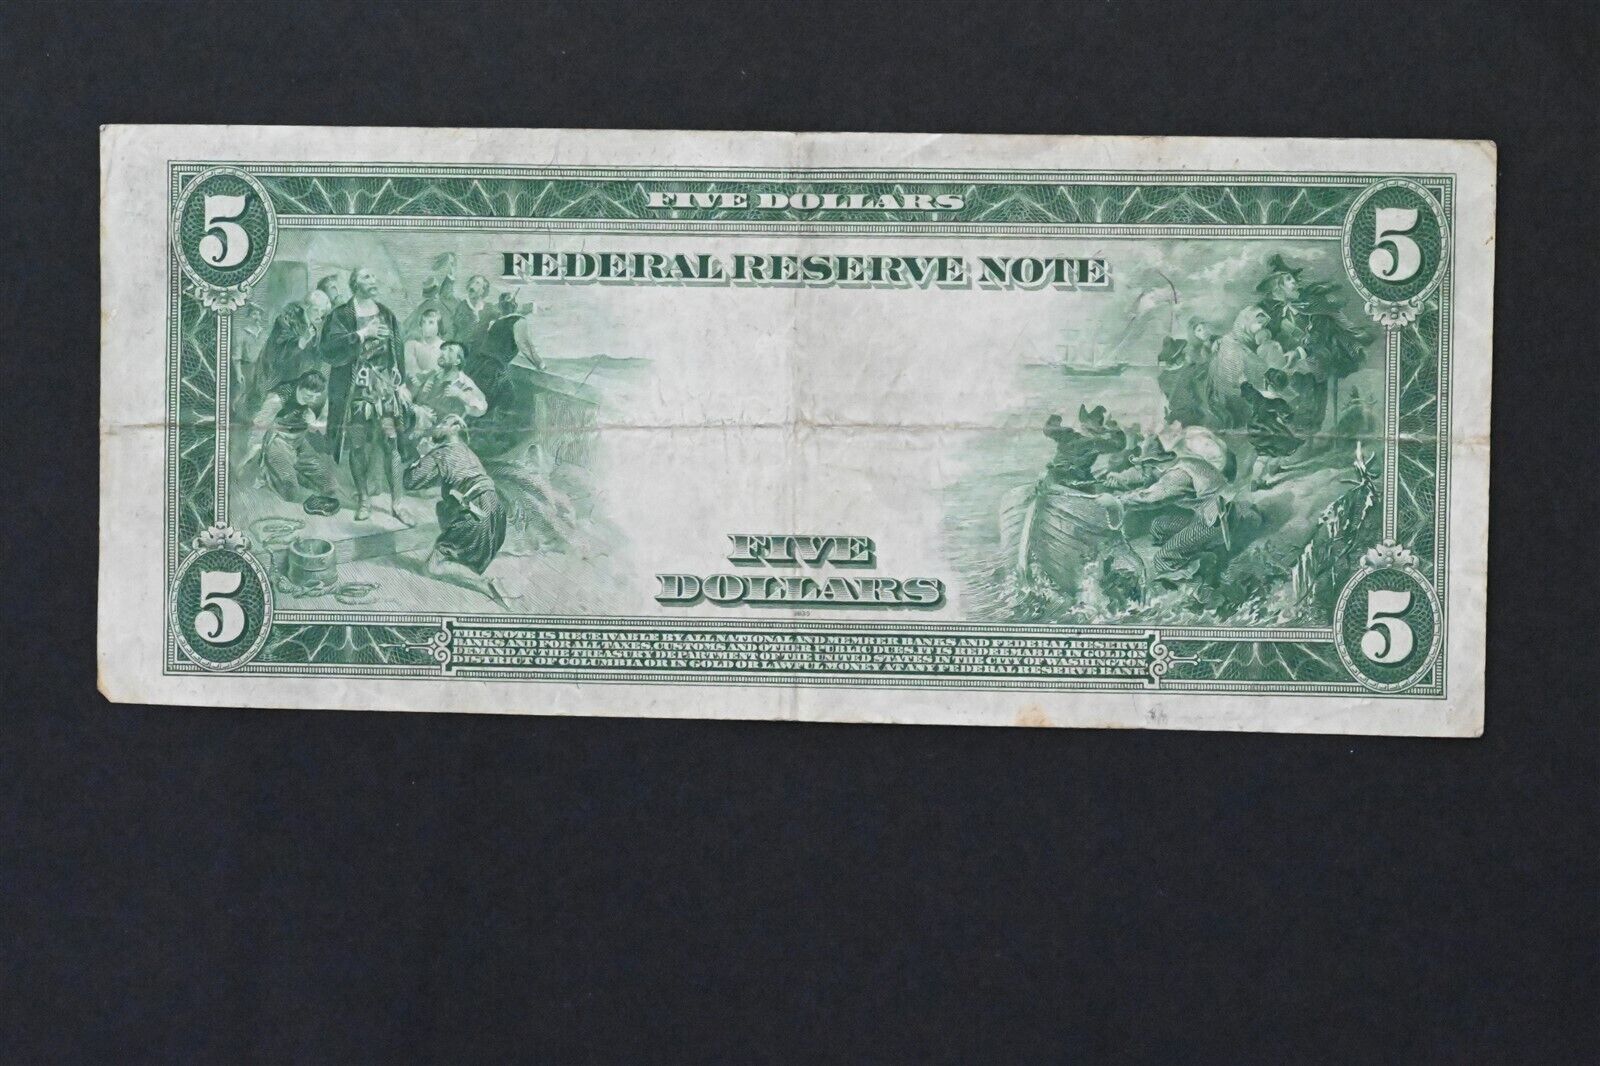 5 FIVE DOLLARS 5
FEDERAL RESERVE NOTE
FIVE
DOLLARS
5 5
THIS NOTE IS RECEIVABLE BY ALL NATIONAL AND MEMBER BANKS AND FEDERAL RESERVE
BANKS AND FOR ALL TAXES, CUSTOMS AND OTHER PUBLIC DUES. IT IS REDEEMABLE IN GOLD ON
DEMAND AT THE TREASURY DEPARTMENT OF THE UNITED STATES IN THE CITY OF WASHINGTON,
DISTRICT OF COLUMBIA OR IN GOLD OR LAWFUL MONEY AT ANY FEDERAL RESERVE BANK.